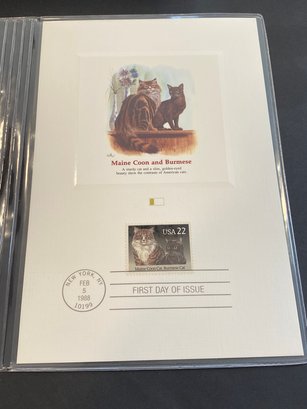 Maine Coon and Burmese
A sturdy cat and a sleek, golden-eyed
beauty show the contrasts of American cats.
USA 22
Maine Coon Cat, Burmese Cat
NEW YORK, NY
FEB
5
1988
10199
FIRST DAY OF ISSUE